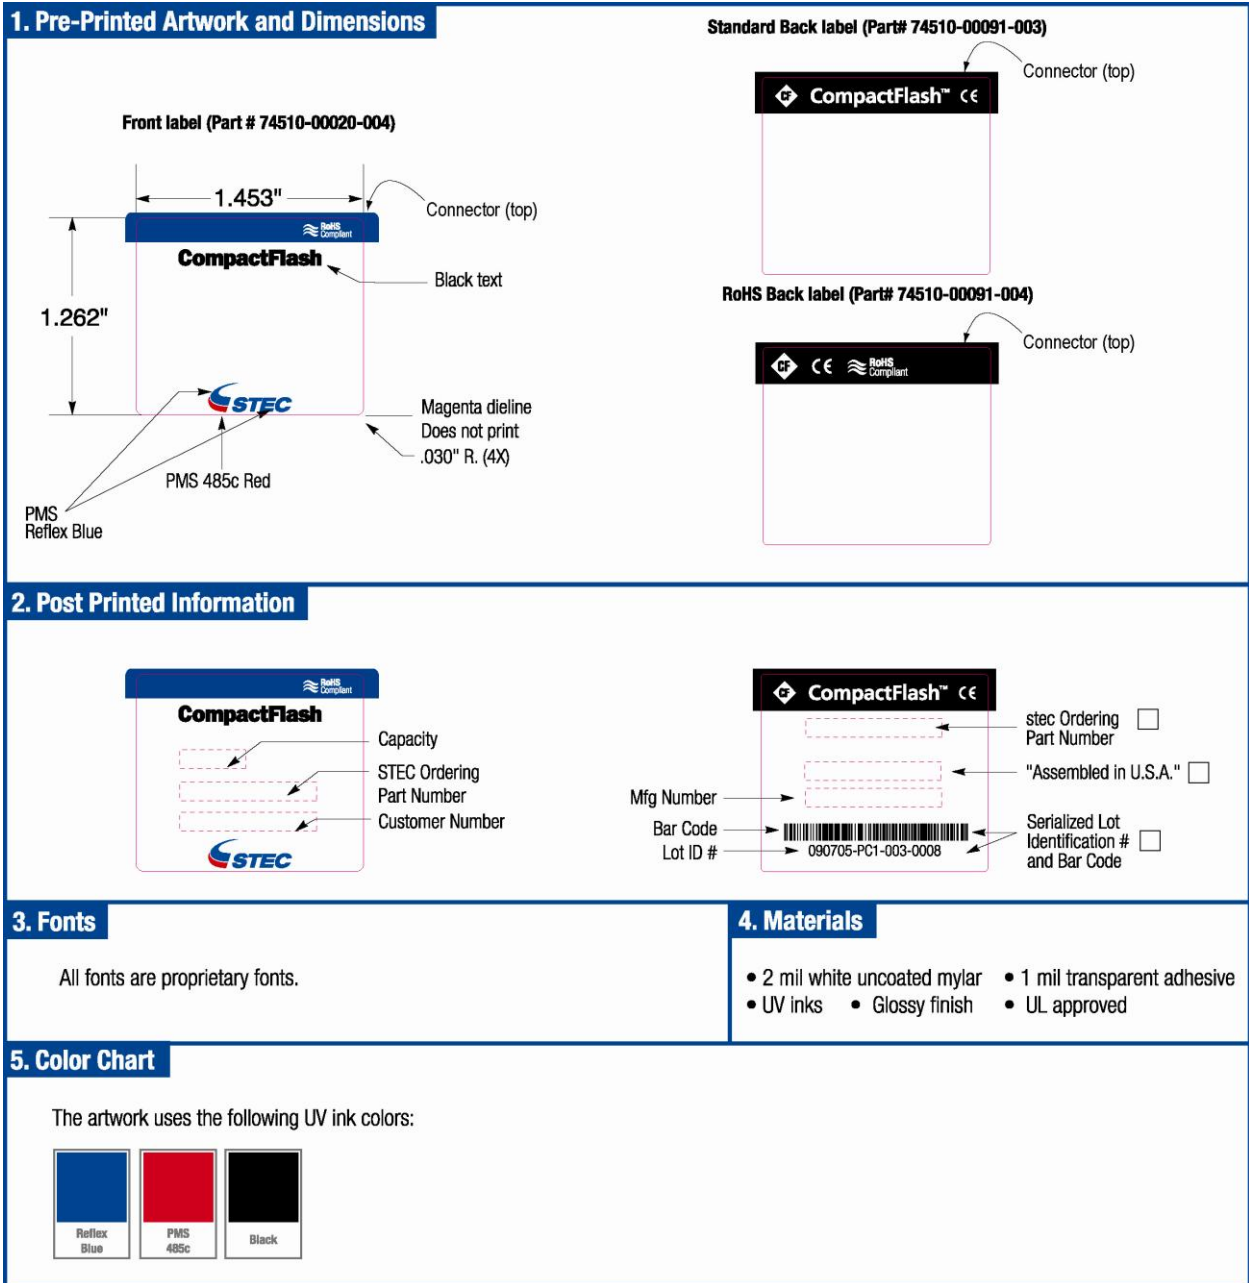 1. Pre-Printed Artwork and Dimensions
Front label (Part # 74510-00020-004)
1.453"
Connector (top)
RoHS
Compliant
CompactFlash
Black text
1.262"
STEC
Magenta dieline
Does not print
.030" R. (4X)
PMS 485c Red
PMS
Reflex Blue
Standard Back label (Part# 74510-00091-003)
Connector (top)
CF CompactFlash™ CE
RoHS Back label (Part# 74510-00091-004)
Connector (top)
CF CE RoHS
Compliant
2. Post Printed Information
RoHS
Compliant
CompactFlash
Capacity
STEC Ordering
Part Number
Customer Number
STEC
CF CompactFlash™ CE
stec Ordering
Part Number
"Assembled in U.S.A."
Mfg Number
Bar Code
Lot ID #
090705-PC1-003-0008
Serialized Lot
Identification #
and Bar Code
3. Fonts
All fonts are proprietary fonts.
4. Materials
• 2 mil white uncoated mylar • 1 mil transparent adhesive
• UV inks • Glossy finish • UL approved
5. Color Chart
The artwork uses the following UV ink colors:
Reflex
Blue
PMS
485c
Black